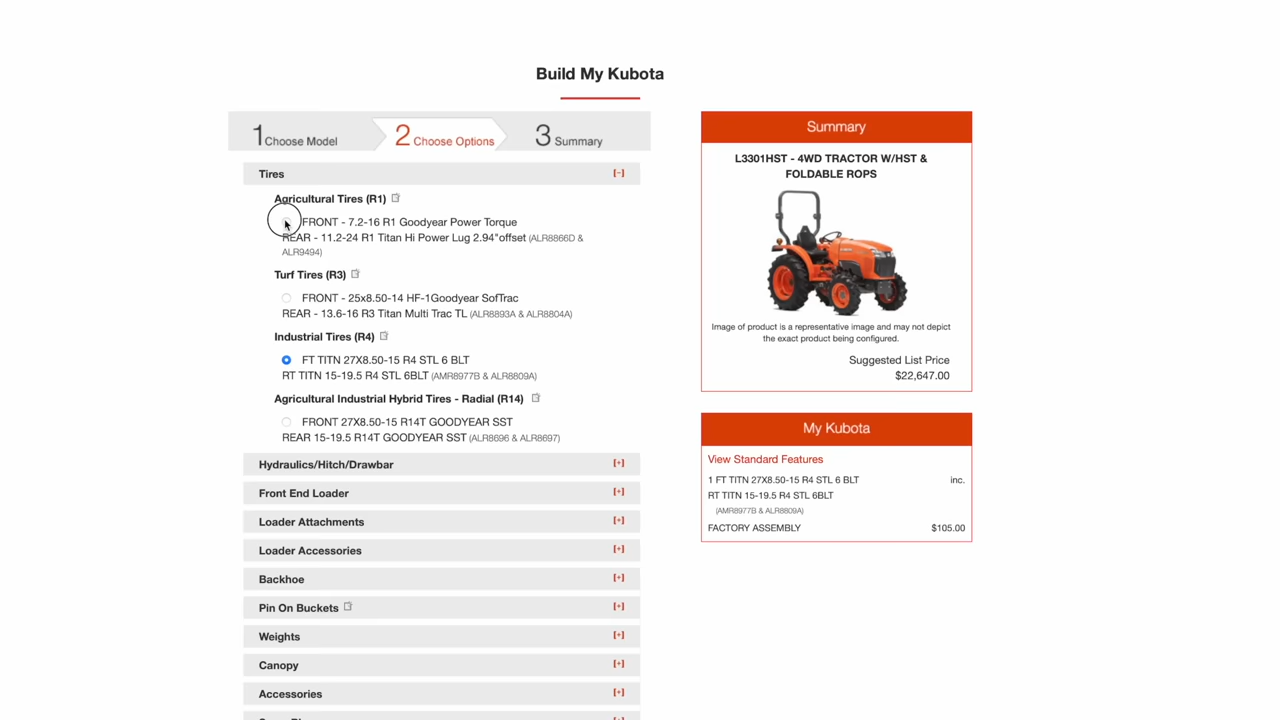 Build My Kubota
1 Choose Model
2 Choose Options
3 Summary
Tires [-]
Agricultural Tires (R1)
FRONT - 7.2-16 R1 Goodyear Power Torque
REAR - 11.2-24 R1 Titan Hi Power Lug 2.94"offset (ALR8866D &
ALR9494)
Turf Tires (R3)
FRONT - 25x8.50-14 HF-1Goodyear SofTrac
REAR - 13.6-16 R3 Titan Multi Trac TL (ALR8893A & ALR8804A)
Industrial Tires (R4)
FT TITN 27X8.50-15 R4 STL 6 BLT
RT TITN 15-19.5 R4 STL 6BLT (AMR8977B & ALR8809A)
Agricultural Industrial Hybrid Tires - Radial (R14)
FRONT 27X8.50-15 R14T GOODYEAR SST
REAR 15-19.5 R14T GOODYEAR SST (ALR8696 & ALR8697)
Hydraulics/Hitch/Drawbar [+]
Front End Loader [+]
Loader Attachments [+]
Loader Accessories [+]
Backhoe [+]
Pin On Buckets [+]
Weights [+]
Canopy [+]
Accessories [+]
Summary
L3301HST - 4WD TRACTOR W/HST &
FOLDABLE ROPS
Image of product is a representative image and may not depict
the exact product being configured.
Suggested List Price
$22,647.00
My Kubota
View Standard Features
1 FT TITN 27X8.50-15 R4 STL 6 BLT inc.
RT TITN 15-19.5 R4 STL 6BLT
(AMR8977B & ALR8809A)
FACTORY ASSEMBLY $105.00